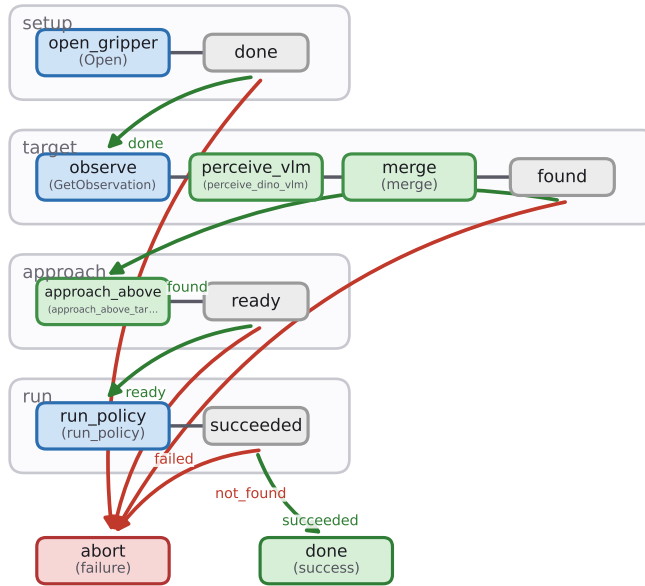 setup
open_gripper
(Open)
done
done
target
observe
(GetObservation)
perceive_vlm
(perceive_dino_vlm)
merge
(merge)
found
approach
found
approach_above
(approach_above_tar...
ready
ready
run
run_policy
(run_policy)
succeeded
failed
not_found
succeeded
abort
(failure)
done
(success)